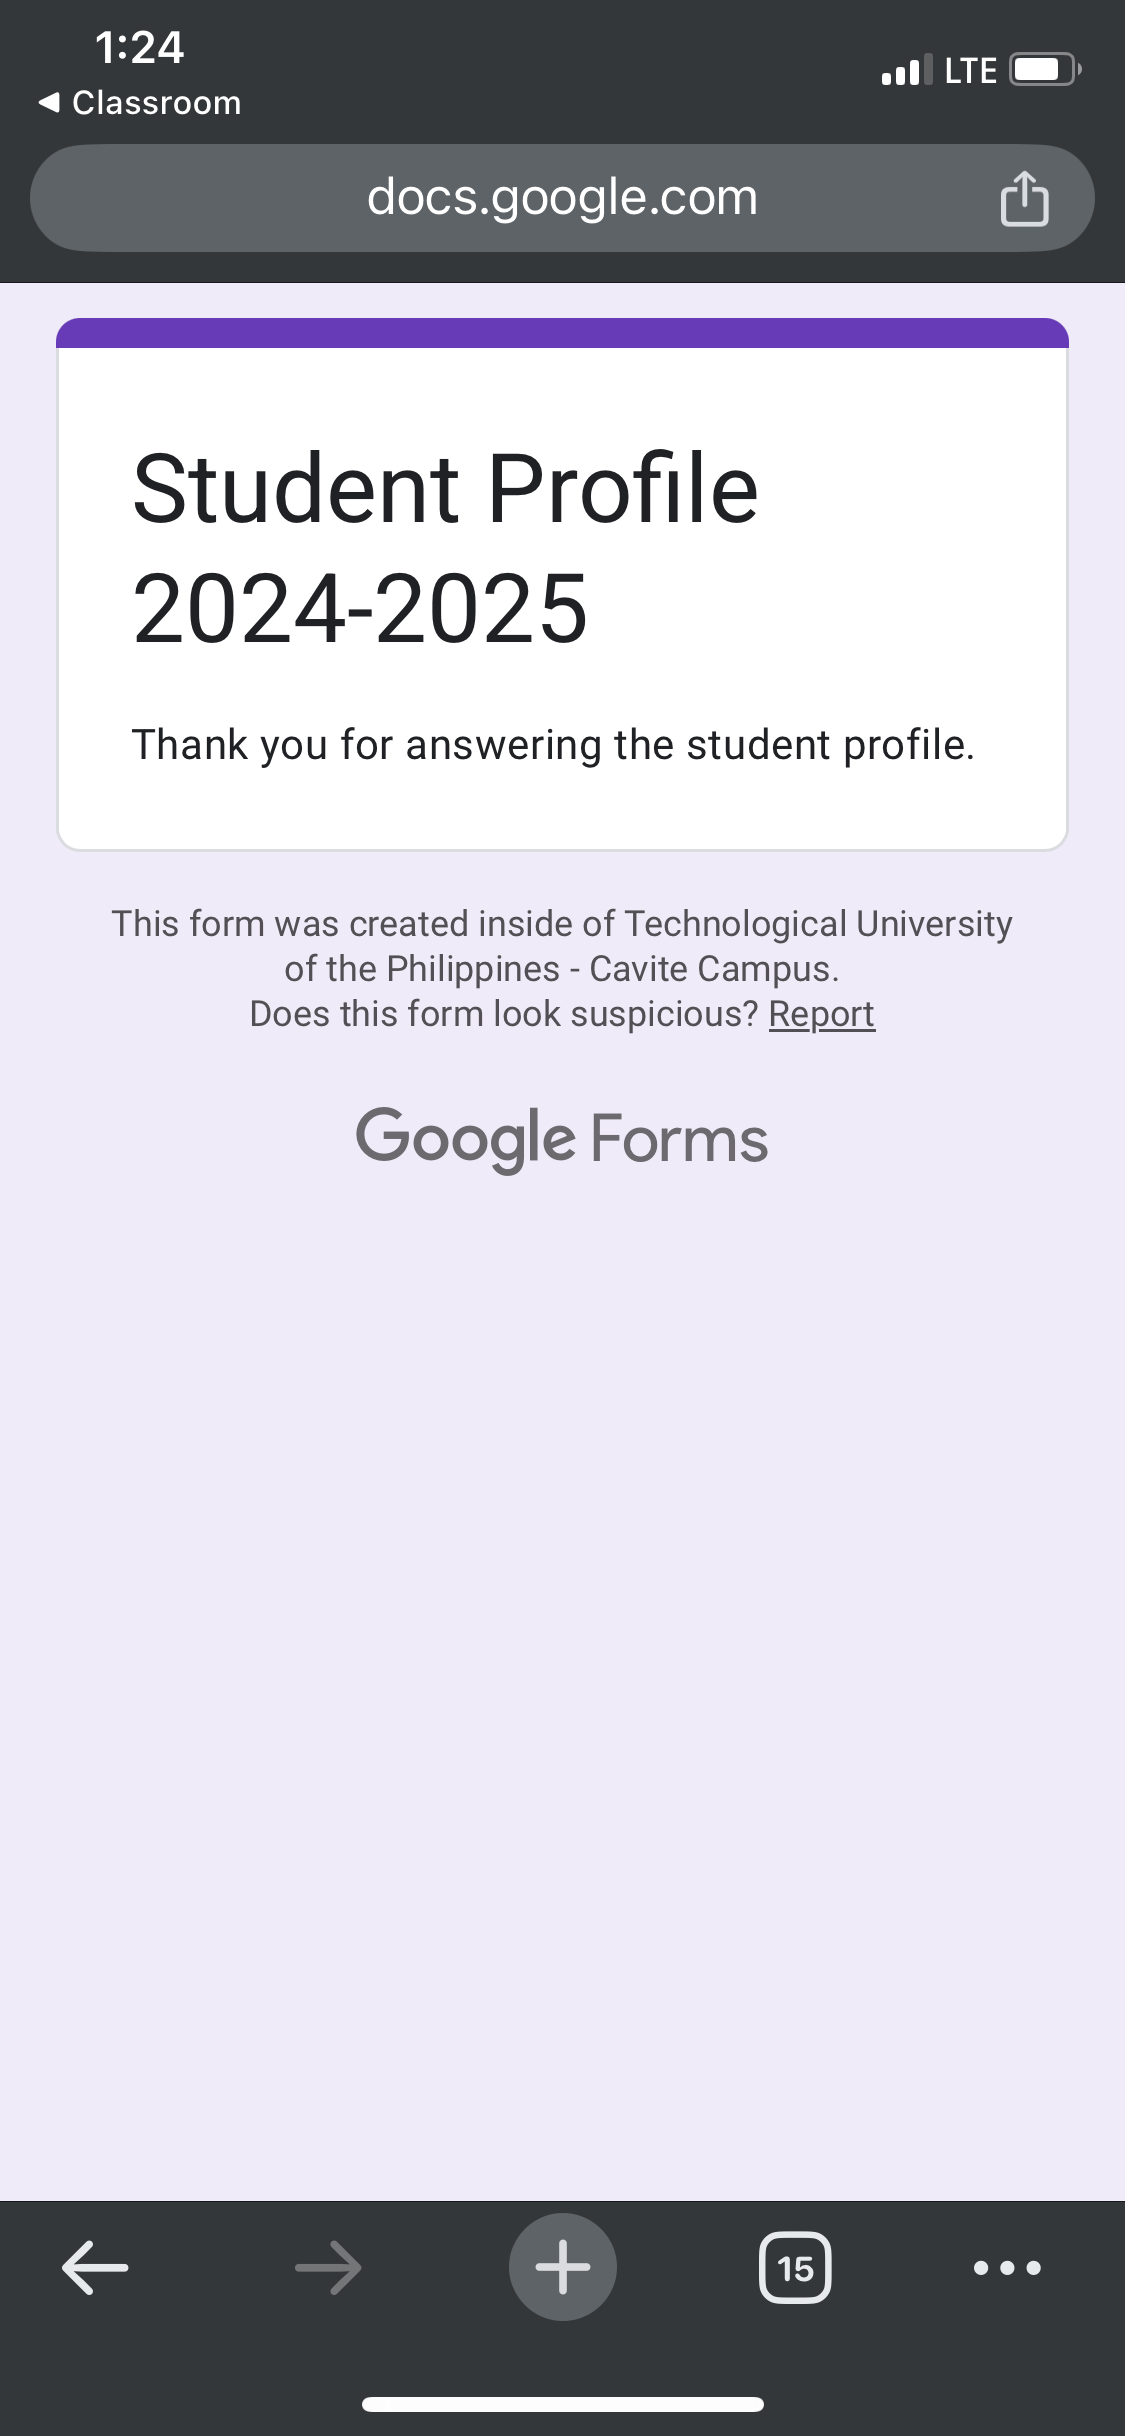 1:24
LTE
Classroom
docs.google.com
Student Profile
2024-2025
Thank you for answering the student profile.
This form was created inside of Technological University
of the Philippines - Cavite Campus.
Does this form look suspicious? Report
Google Forms
15